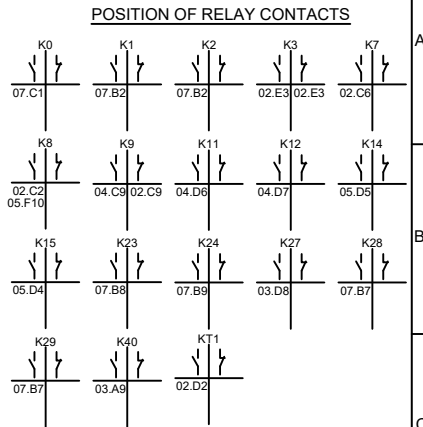 POSITION OF RELAY CONTACTS
K0 K1 K2 K3 K7
A
07.C1 07.B2 07.B2 02.E3 02.E3 02.C6
K8 K9 K11 K12 K14
02.C2 04.C9 02.C9 04.D6 04.D7 05.D5
05.F10
B
K15 K23 K24 K27 K28
05.D4 07.B8 07.B9 03.D8 07.B7
K29 K40 KT1
07.B7 03.A9 02.D2
C